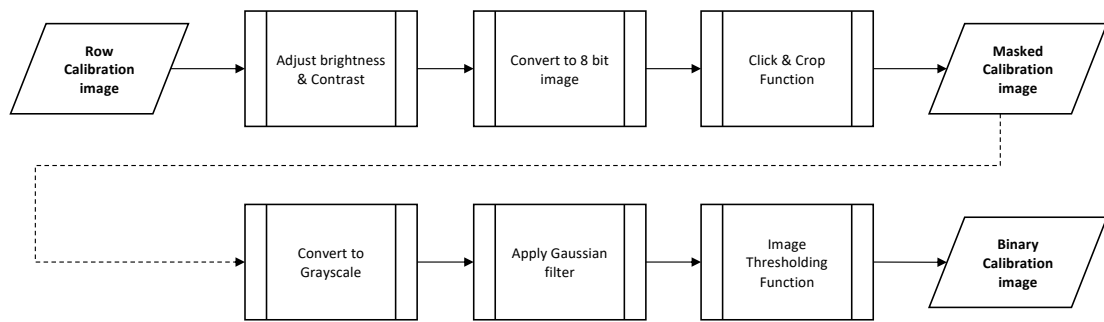 Row
Calibration
image
Adjust brightness
& Contrast
Convert to 8 bit
image
Click & Crop
Function
Masked
Calibration
image
Convert to
Grayscale
Apply Gaussian
filter
Image
Thresholding
Function
Binary
Calibration
image